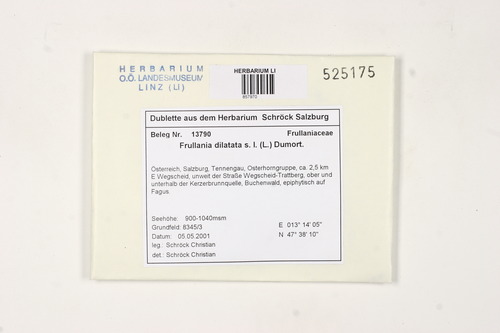 HERBARIUM
O.Ö. LANDESMUSEUM
LINZ (LI)
HERBARIUM LI
525175
Dublette aus dem Herbarium Schröck Salzburg
Beleg Nr. 13790 Frullaniaceae
Frullania dilatata s. l. (L.) Dumort.
Österreich, Salzburg, Tennengau, Osterhorngruppe, ca. 2,5 km
E Wegscheid, unweit der Straße Wegscheid-Trattberg, ober und
unterhalb der Kerzerbrunnquelle, Buchenwald, epiphytisch auf
Fagus
Seehöhe: 900-1040msm
Grundfeld: 8345/3 E 013° 14' 05"
Datum: 05.05.2001 N 47° 38' 10"
leg.: Schröck Christian
det.: Schröck Christian